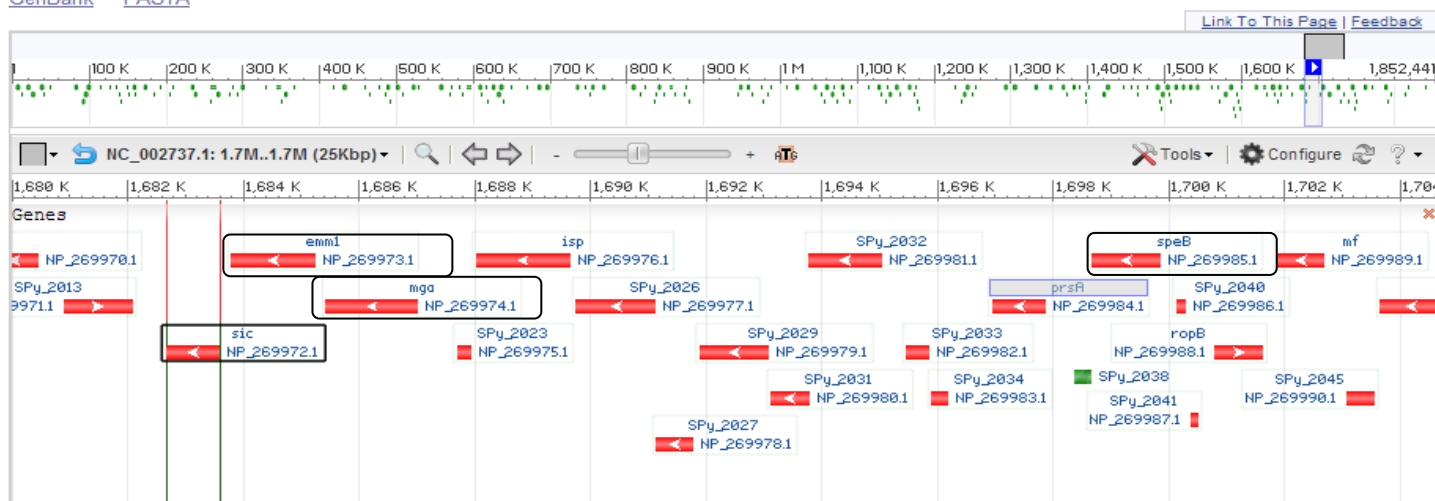 GenBank FASTA
Link To This Page | Feedback
1 100 K 200 K 300 K 400 K 500 K 600 K 700 K 800 K 900 K 1 M 1,100 K 1,200 K 1,300 K 1,400 K 1,500 K 1,600 K 1,852,441
NC_002737.1: 1.7M..1.7M (25Kbp) - + ATG Tools Configure ?
1,680 K 1,682 K 1,684 K 1,686 K 1,688 K 1,690 K 1,692 K 1,694 K 1,696 K 1,698 K 1,700 K 1,702 K 1,704
Genes
emm1 isp SPy_2032 speB mf
NP_269970.1 NP_269973.1 NP_269976.1 NP_269981.1 NP_269985.1 NP_269989.1
SPy_2013 mga SPy_2026 prsA SPy_2040
9971.1 NP_269974.1 NP_269977.1 NP_269984.1 NP_269986.1
sic SPy_2023 SPy_2029 SPy_2033 ropB
NP_269972.1 NP_269975.1 NP_269979.1 NP_269982.1 NP_269988.1
SPy_2031 SPy_2034 SPy_2038 SPy_2045
NP_269980.1 NP_269983.1 NP_269990.1
SPy_2041
NP_269987.1
SPy_2027
NP_269978.1